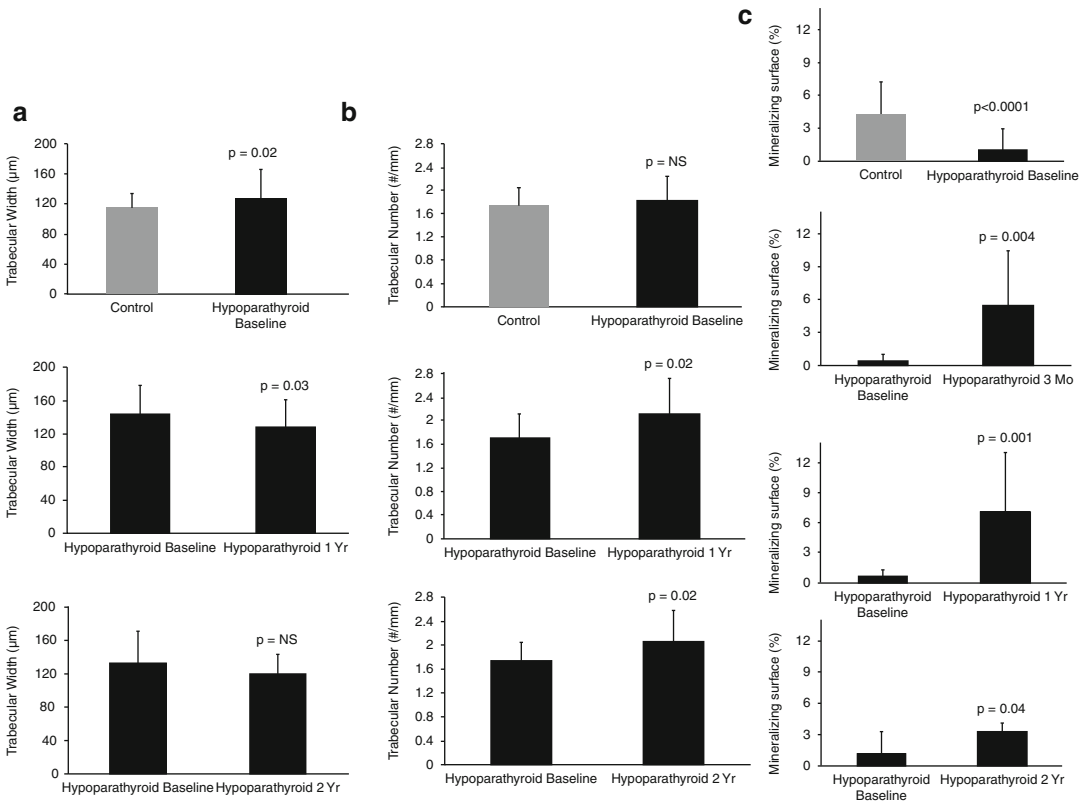 a
Trabecular Width (µm)
200
160
120
80
40
0
p = 0.02
Control
Hypoparathyroid
Baseline
Trabecular Width (µm)
200
160
120
80
40
0
p = 0.03
Hypoparathyroid Baseline
Hypoparathyroid 1 Yr
Trabecular Width (µm)
200
160
120
80
40
0
p = NS
Hypoparathyroid Baseline
Hypoparathyroid 2 Yr
b
Trabecular Number (#/mm)
2.8
2.4
2
1.6
1.2
0.8
0.4
0
p = NS
Control
Hypoparathyroid Baseline
Trabecular Number (#/mm)
2.8
2.4
2
1.6
1.2
0.8
0.4
0
p = 0.02
Hypoparathyroid Baseline
Hypoparathyroid 1 Yr
Trabecular Number (#/mm)
2.8
2.4
2
1.6
1.2
0.8
0.4
0
p = 0.02
Hypoparathyroid Baseline
Hypoparathyroid 2 Yr
c
Mineralizing surface (%)
12
9
6
3
0
p<0.0001
Control
Hypoparathyroid Baseline
Mineralizing surface (%)
12
9
6
3
0
p = 0.004
Hypoparathyroid
Baseline
Hypoparathyroid 3 Mo
Mineralizing surface (%)
12
9
6
3
0
p = 0.001
Hypoparathyroid
Baseline
Hypoparathyroid 1 Yr
Mineralizing surface (%)
12
9
6
3
0
p = 0.04
Hypoparathyroid
Baseline
Hypoparathyroid 2 Yr